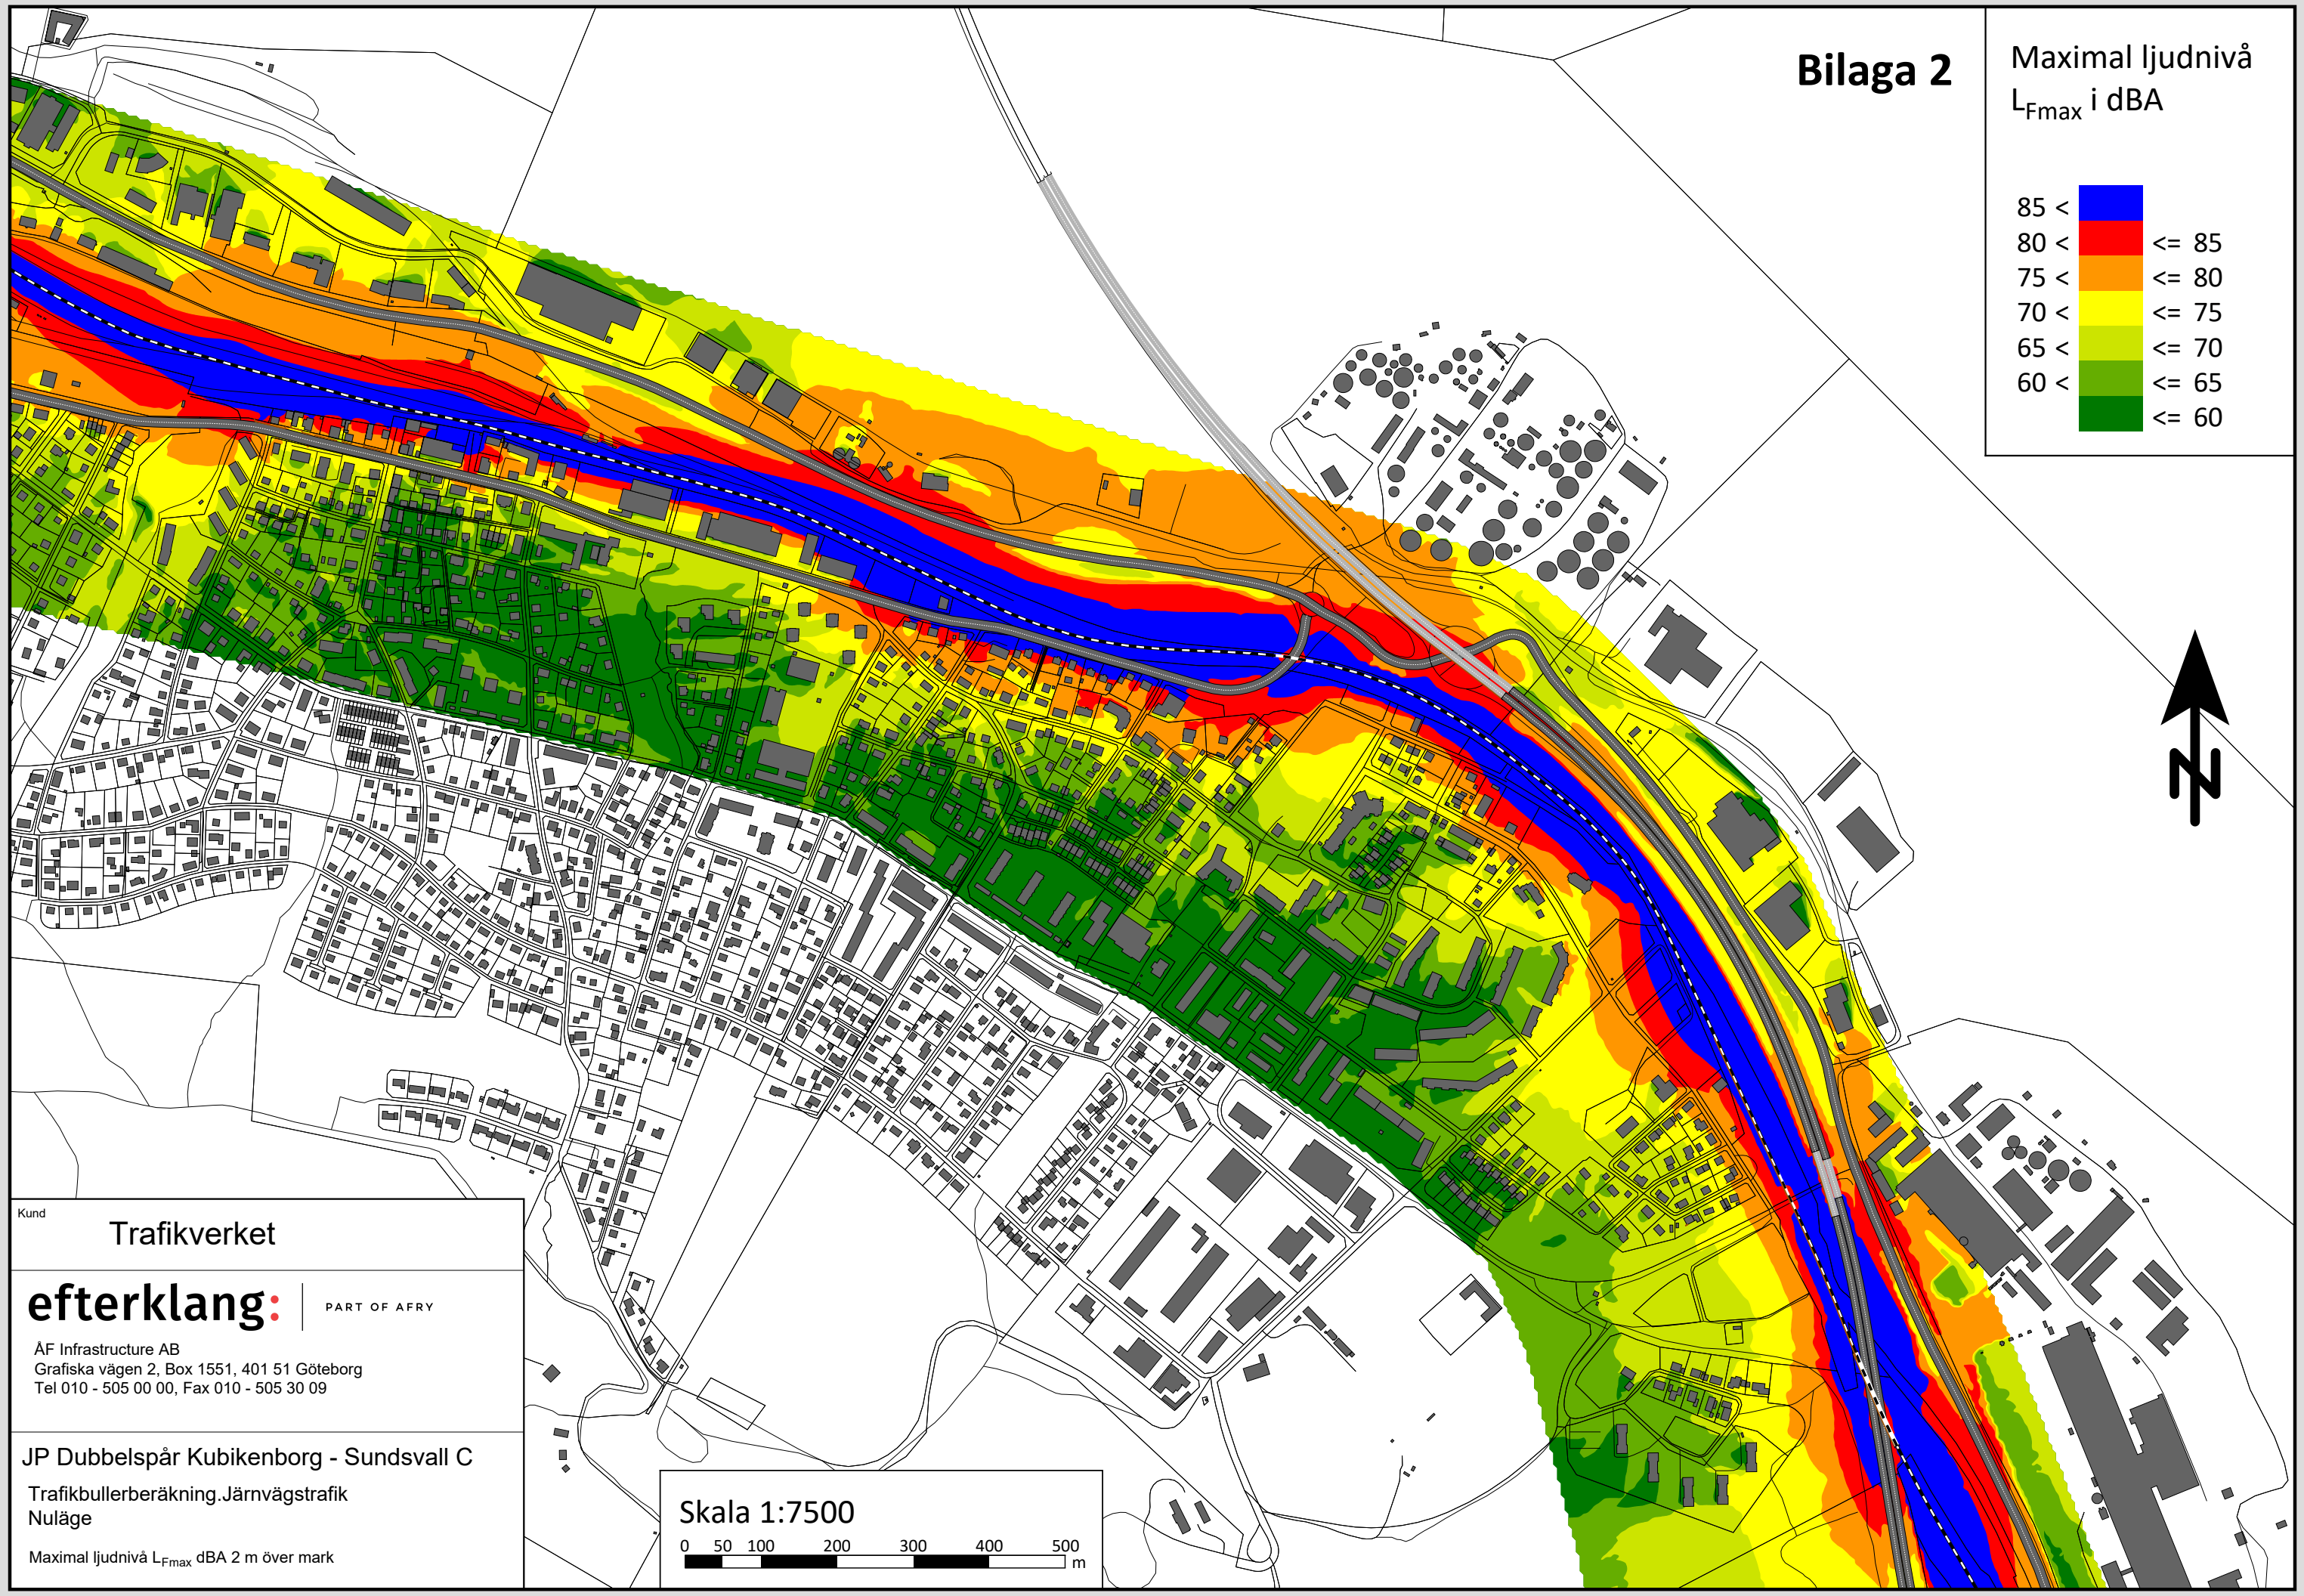 Bilaga 2
Maximal ljudnivå
LFmax i dBA
85 <
80 < <= 85
75 < <= 80
70 < <= 75
65 < <= 70
60 < <= 65
<= 60
N
Kund
Trafikverket
efterklang: PART OF AFRY
ÅF Infrastructure AB
Grafiska vägen 2, Box 1551, 401 51 Göteborg
Tel 010 - 505 00 00, Fax 010 - 505 30 09
JP Dubbelspår Kubikenborg - Sundsvall C
Trafikbullerberäkning.Järnvägstrafik
Nuläge
Maximal ljudnivå LFmax dBA 2 m över mark
Skala 1:7500
0 50 100 200 300 400 500
m